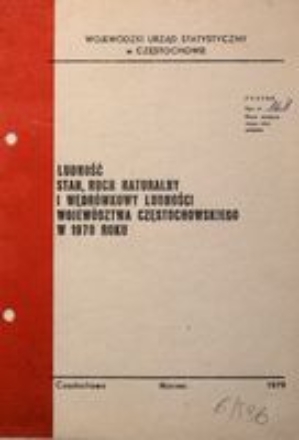 WOJEWÓDZKI URZĄD STATYSTYCZNY
w CZĘSTOCHOWIE
LUDNOŚĆ
STAN, RUCH NATURALNY
I WĘDRÓWKOWY LUDNOŚCI
WOJEWÓDZTWA CZĘSTOCHOWSKIEGO
W 1978 ROKU
Częstochowa Marzec 1979